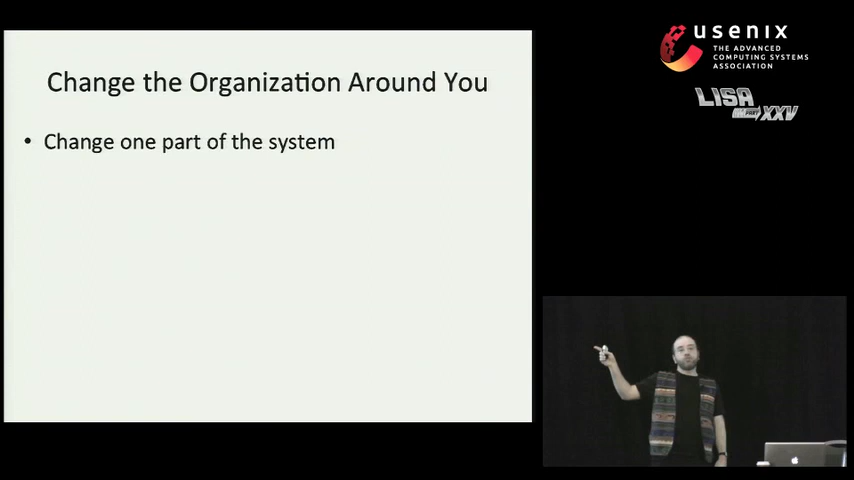 Change the Organization Around You
• Change one part of the system
usenix
THE ADVANCED
COMPUTING SYSTEMS
ASSOCIATION
LISA
XXV